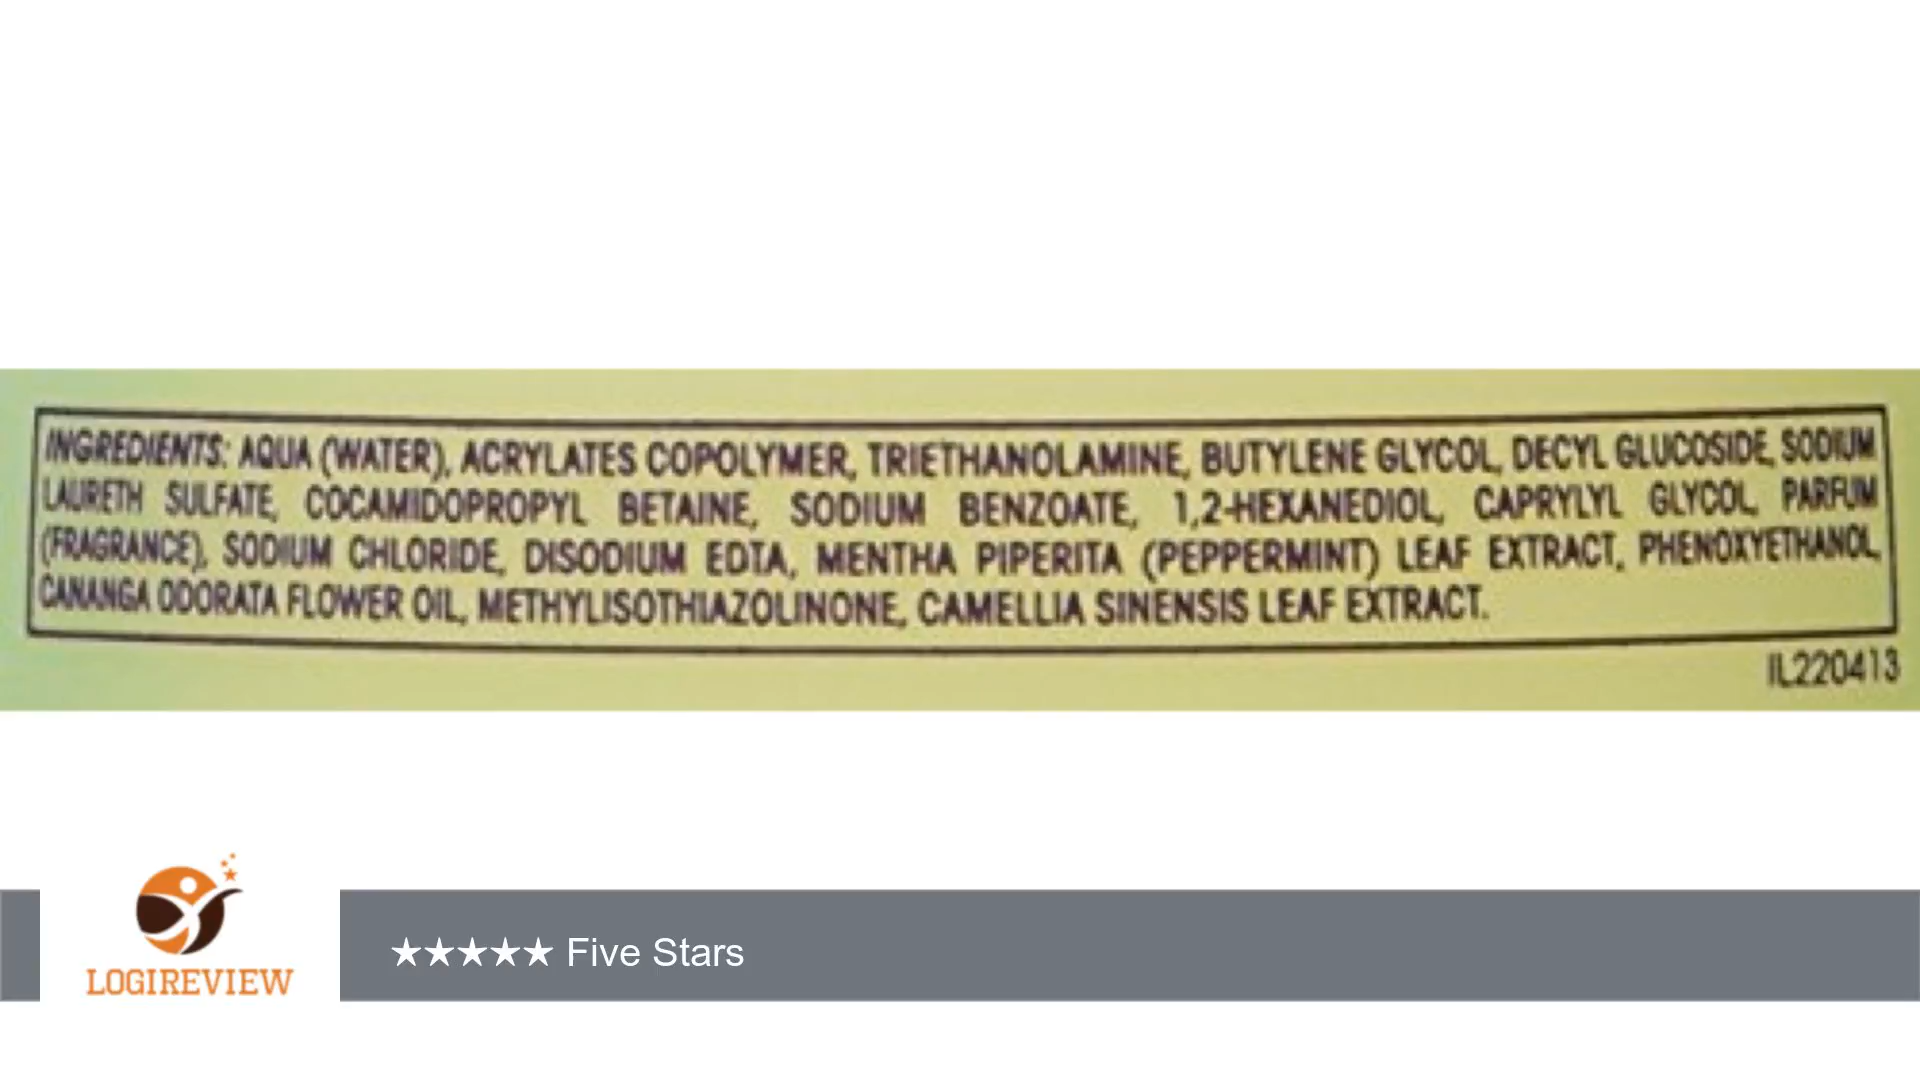 INGREDIENTS: AQUA (WATER), ACRYLATES COPOLYMER, TRIETHANOLAMINE, BUTYLENE GLYCOL, DECYL GLUCOSIDE, SODIUM
LAURETH SULFATE, COCAMIDOPROPYL BETAINE, SODIUM BENZOATE, 1,2-HEXANEDIOL, CAPRYLYL GLYCOL, PARFUM
(FRAGRANCE), SODIUM CHLORIDE, DISODIUM EDTA, MENTHA PIPERITA (PEPPERMINT) LEAF EXTRACT, PHENOXYETHANOL,
CANANGA ODORATA FLOWER OIL, METHYLISOTHIAZOLINONE, CAMELLIA SINENSIS LEAF EXTRACT.
IL220413
LOGIREVIEW
★★★★★ Five Stars